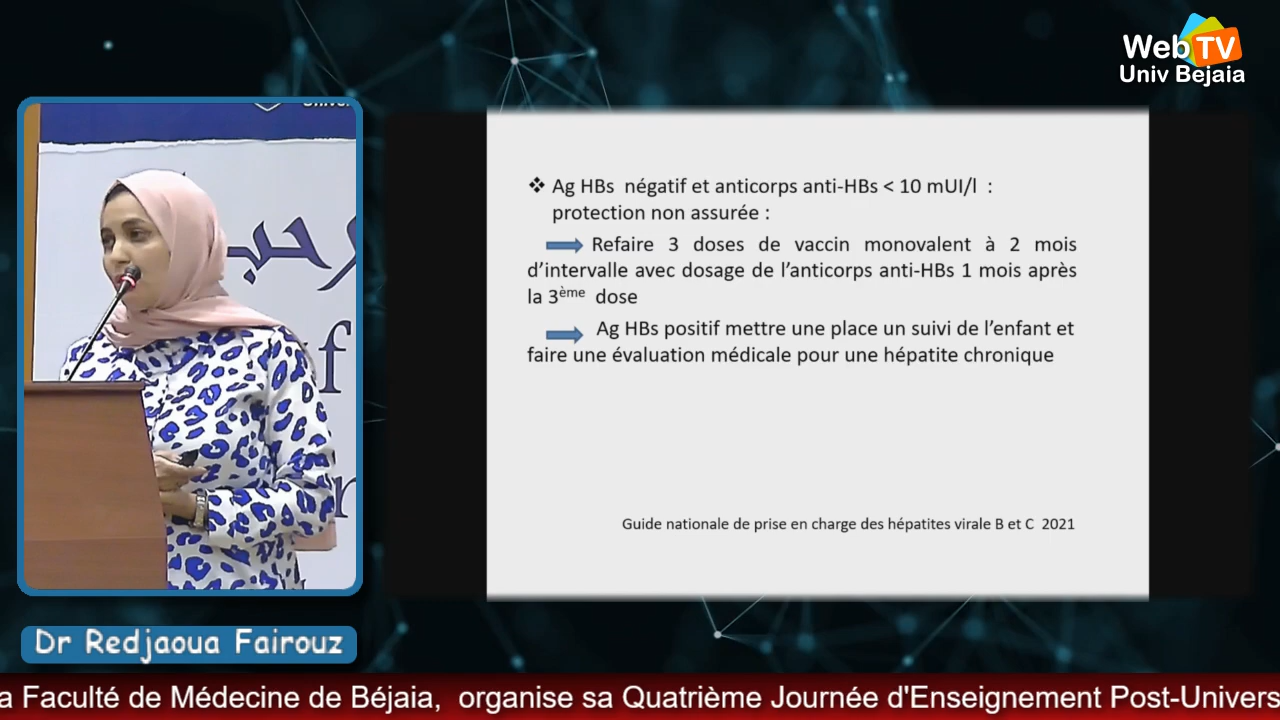 Web TV
Univ Bejaia
❖ Ag HBs négatif et anticorps anti-HBs < 10 mUI/l :
protection non assurée :
Refaire 3 doses de vaccin monovalent à 2 mois
d’intervalle avec dosage de l’anticorps anti-HBs 1 mois après
la 3ème dose
Ag HBs positif mettre une place un suivi de l’enfant et
faire une évaluation médicale pour une hépatite chronique
Guide nationale de prise en charge des hépatites virale B et C 2021
Dr Redjaoua Fairouz
a Faculté de Médecine de Béjaia, organise sa Quatrième Journée d'Enseignement Post-Univers